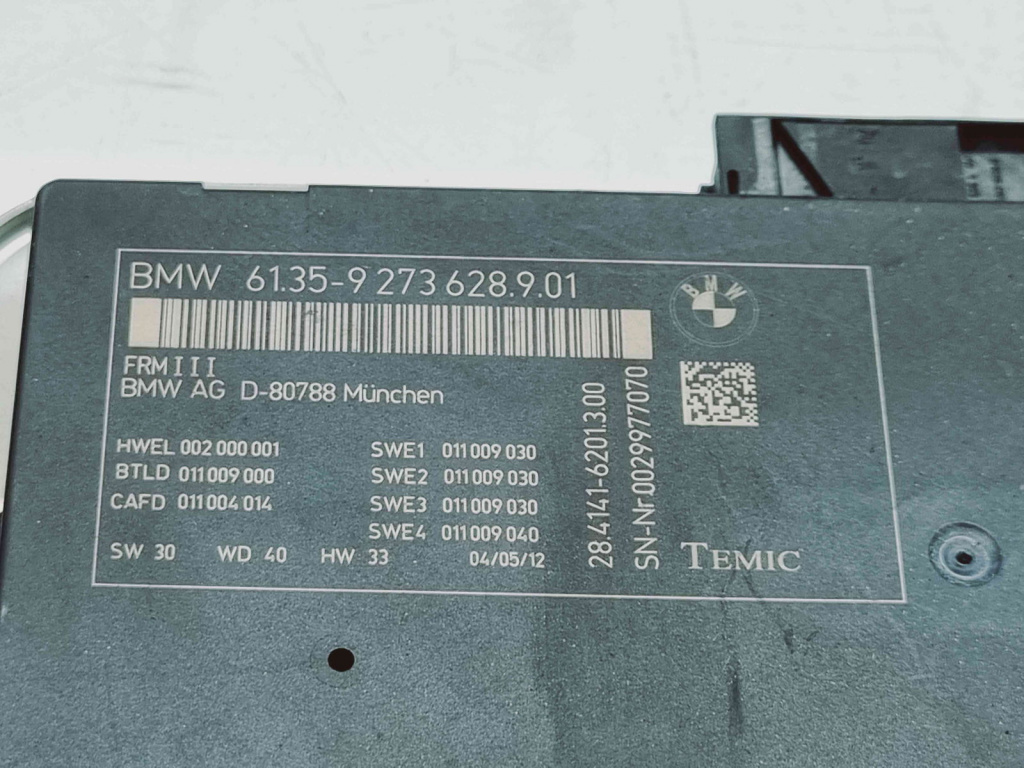 BMW 61.35-9 273 628.9.01
BMW
FRM III
BMW AG D-80788 München
HWEL 002 000 001
BTLD 011 009 000
CAFD 011 004 014
SWE1 011 009 030
SWE2 011 009 030
SWE3 011 009 030
SWE4 011 009 040
SW 30 WD 40 HW 33 04/05/12
28.4141-6201.3.00
SN-Nr0029977070
TEMIC